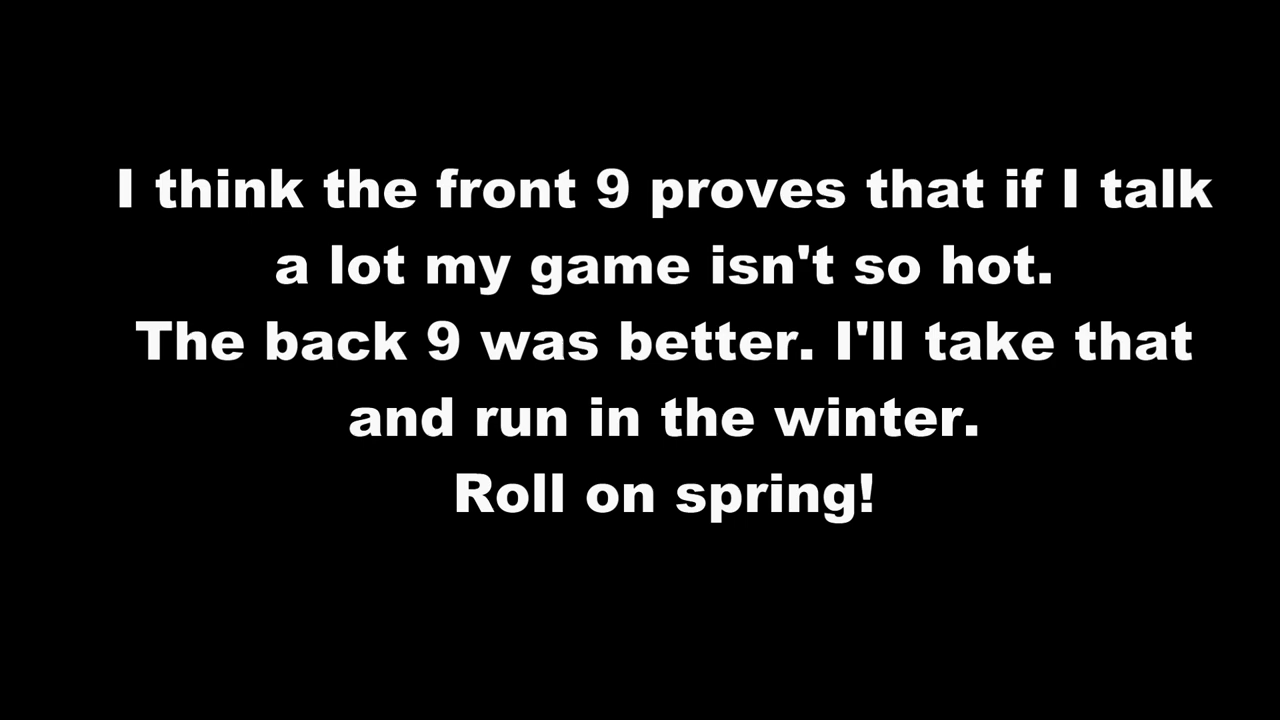 I think the front 9 proves that if I talk
a lot my game isn't so hot.
The back 9 was better. I'll take that
and run in the winter.
Roll on spring!